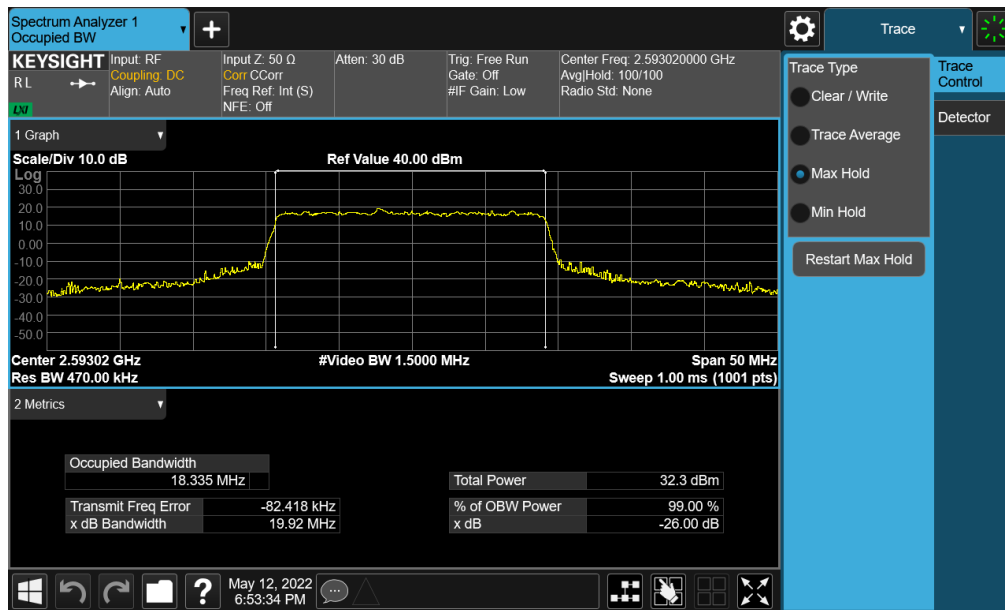 Spectrum Analyzer 1
Occupied BW
+
Trace
KEYSIGHT
R L
LXI
Input: RF
Coupling: DC
Align: Auto
Input Z: 50 Ω
Corr CCorr
Freq Ref: Int (S)
NFE: Off
Atten: 30 dB
Trig: Free Run
Gate: Off
#IF Gain: Low
Center Freq: 2.593020000 GHz
Avg|Hold: 100/100
Radio Std: None
Trace Type
Clear / Write
Trace Average
Max Hold
Min Hold
Restart Max Hold
Trace
Control
Detector
1 Graph
Scale/Div 10.0 dB
Ref Value 40.00 dBm
Log
30.0
20.0
10.0
0.00
-10.0
-20.0
-30.0
-40.0
-50.0
Center 2.59302 GHz
#Video BW 1.5000 MHz
Span 50 MHz
Res BW 470.00 kHz
Sweep 1.00 ms (1001 pts)
2 Metrics
Occupied Bandwidth
18.335 MHz
Total Power 32.3 dBm
Transmit Freq Error -82.418 kHz
% of OBW Power 99.00 %
x dB Bandwidth 19.92 MHz
x dB -26.00 dB
?
May 12, 2022
6:53:34 PM